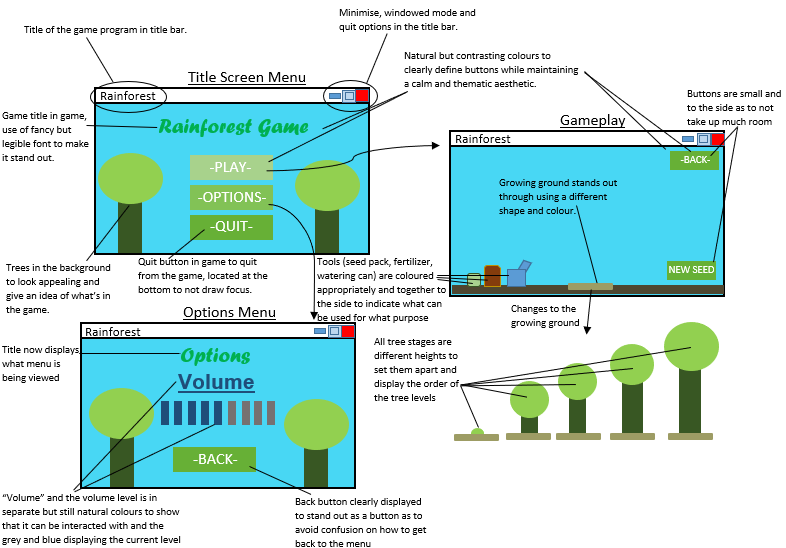 Title of the game program in title bar.
Minimise, windowed mode and
quit options in the title bar.
Natural but contrasting colours to
clearly define buttons while maintaining
a calm and thematic aesthetic.
Buttons are small and
to the side as to not
take up much room
Title Screen Menu
Rainforest
Game title in game,
use of fancy but
legible font to make
it stand out.
Rainforest Game
-PLAY-
-OPTIONS-
-QUIT-
Gameplay
Rainforest
-BACK-
Growing ground stands out
through using a different
shape and colour.
NEW SEED
Trees in the background
to look appealing and
give an idea of what's in
the game.
Quit button in game to quit
from the game, located at the
bottom to not draw focus.
Tools (seed pack, fertilizer,
watering can) are coloured
appropriately and together to
the side to indicate what can
be used for what purpose
Changes to the
growing ground
Options Menu
Rainforest
Title now displays
what menu is
being viewed
Options
Volume
-BACK-
All tree stages are
different heights to
set them apart and
display the order of
the tree levels
“Volume” and the volume level is in
separate but still natural colours to show
that it can be interacted with and the
grey and blue displaying the current level
Back button clearly displayed
to stand out as a button as to
avoid confusion on how to get
back to the menu